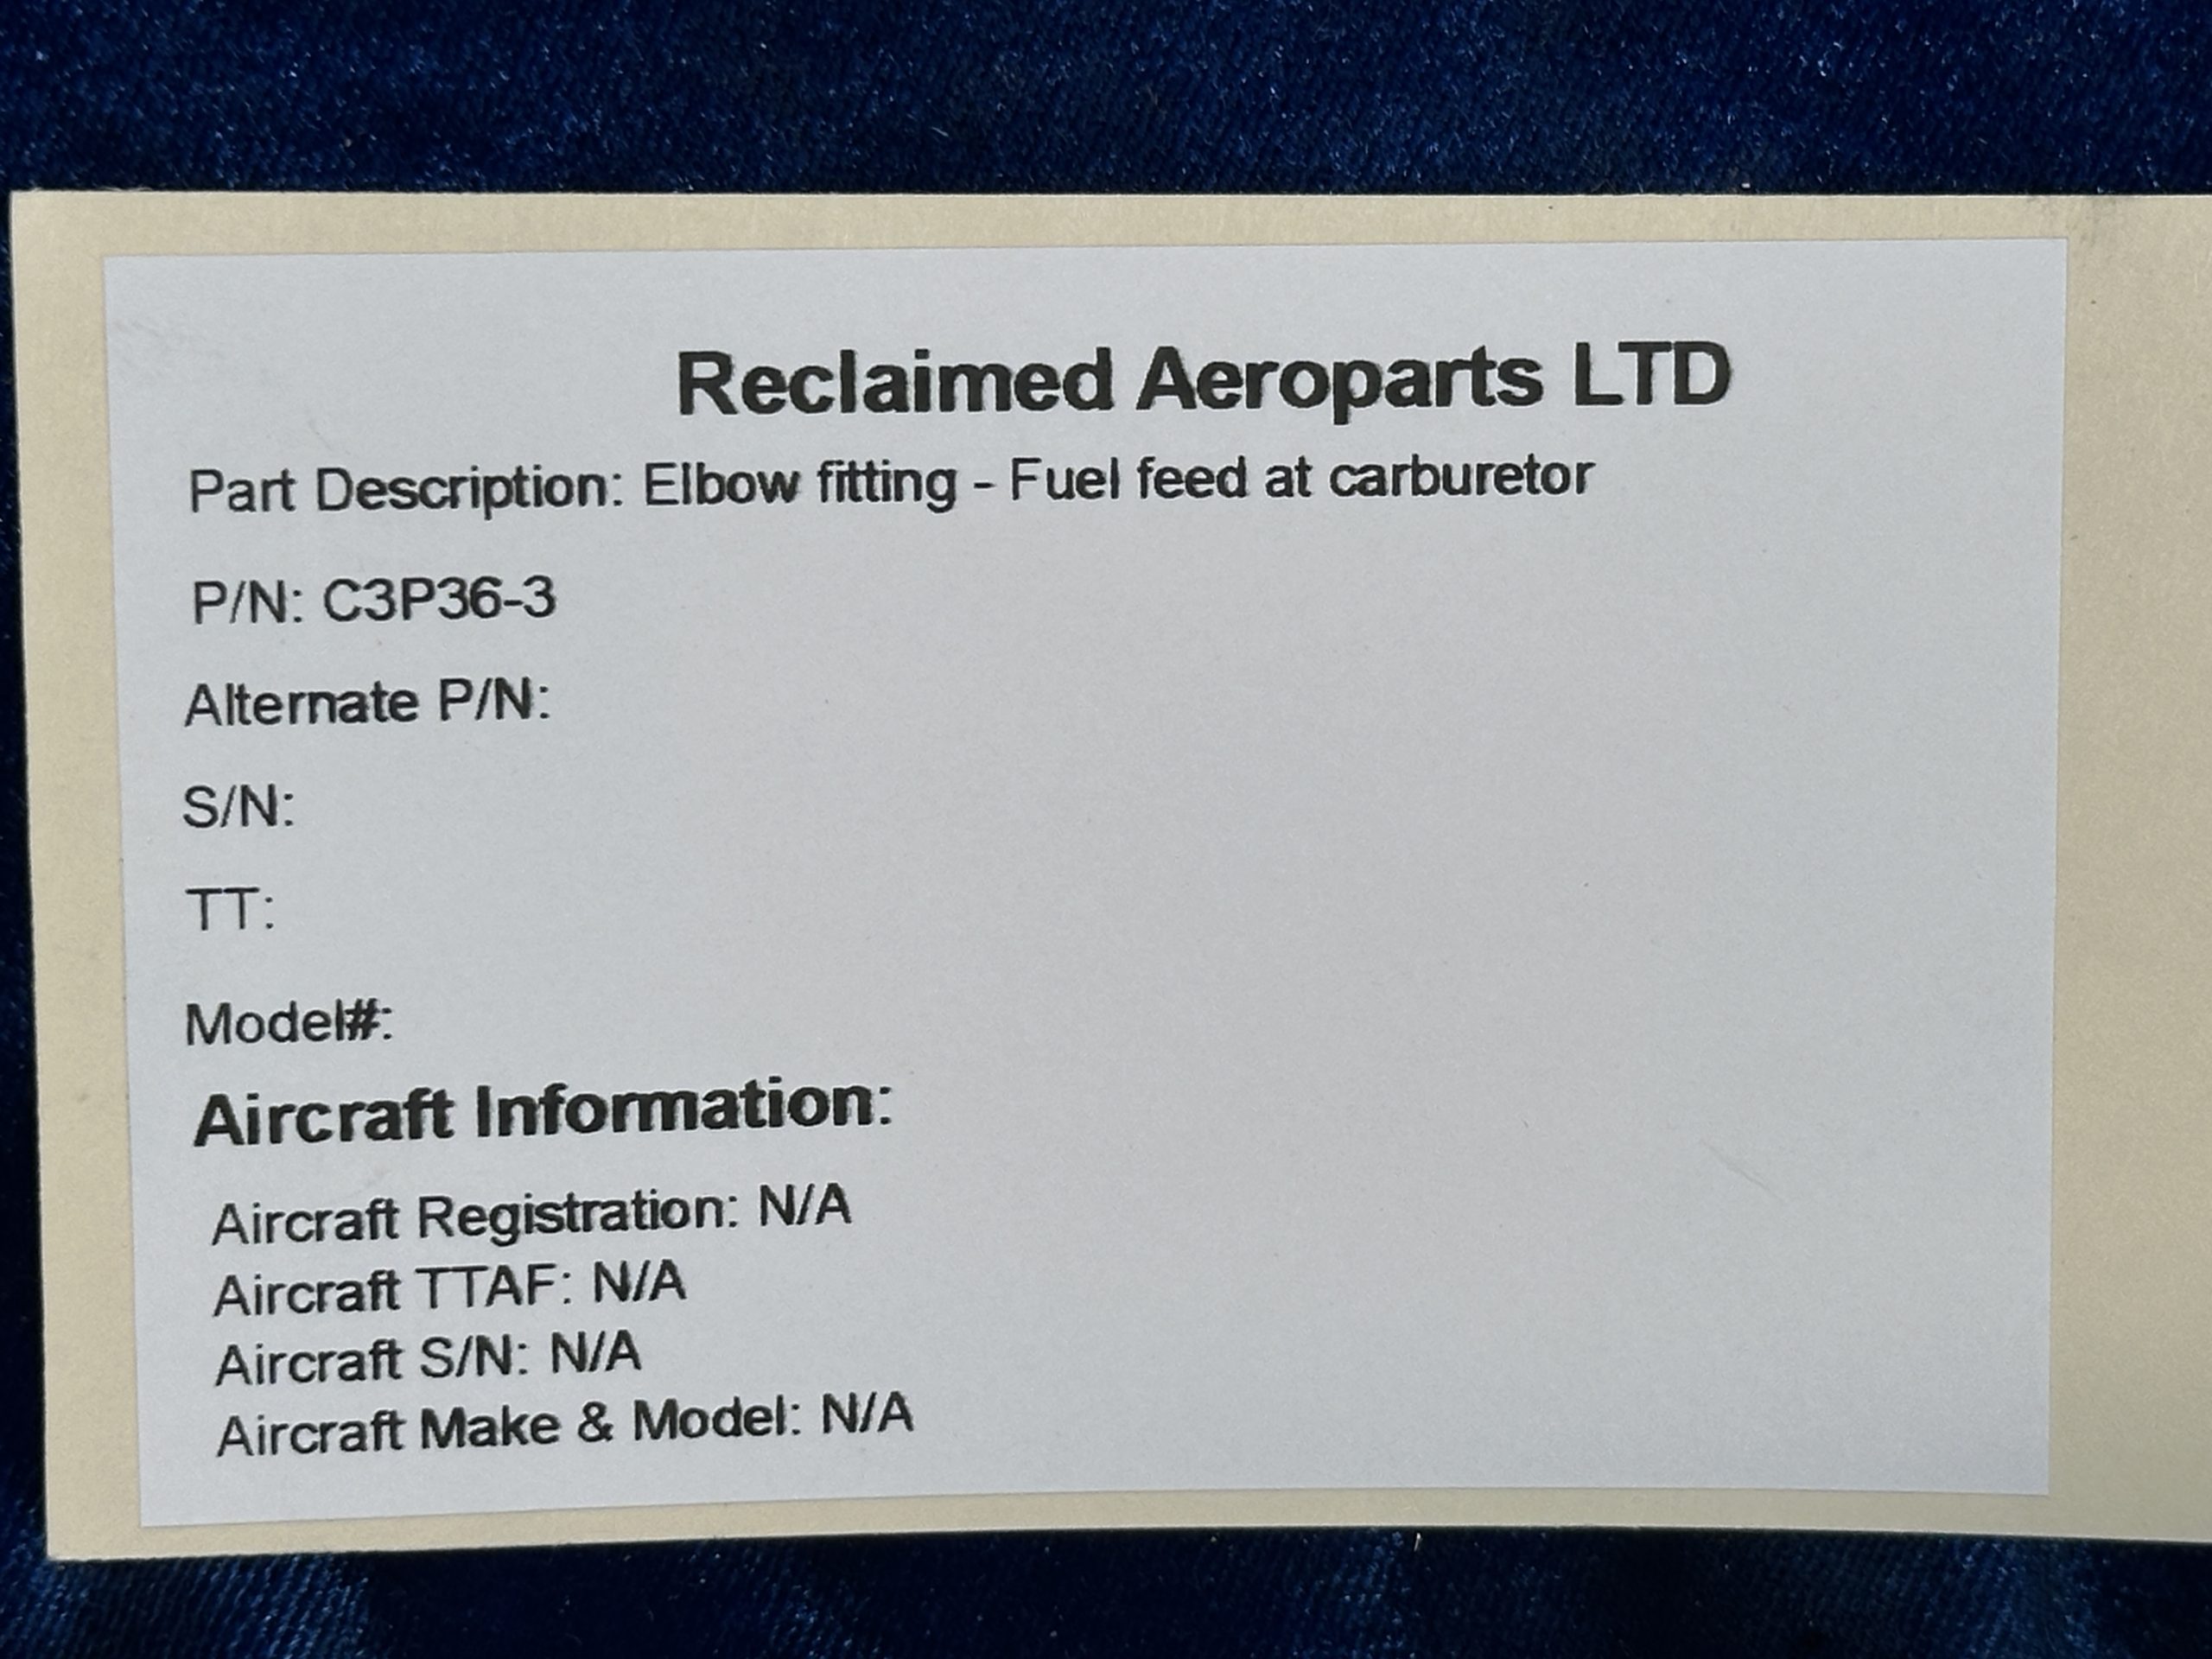 Reclaimed Aeroparts LTD
Part Description: Elbow fitting - Fuel feed at carburetor
P/N: C3P36-3
Alternate P/N:
S/N:
TT:
Model#:
Aircraft Information:
Aircraft Registration: N/A
Aircraft TTAF: N/A
Aircraft S/N: N/A
Aircraft Make & Model: N/A